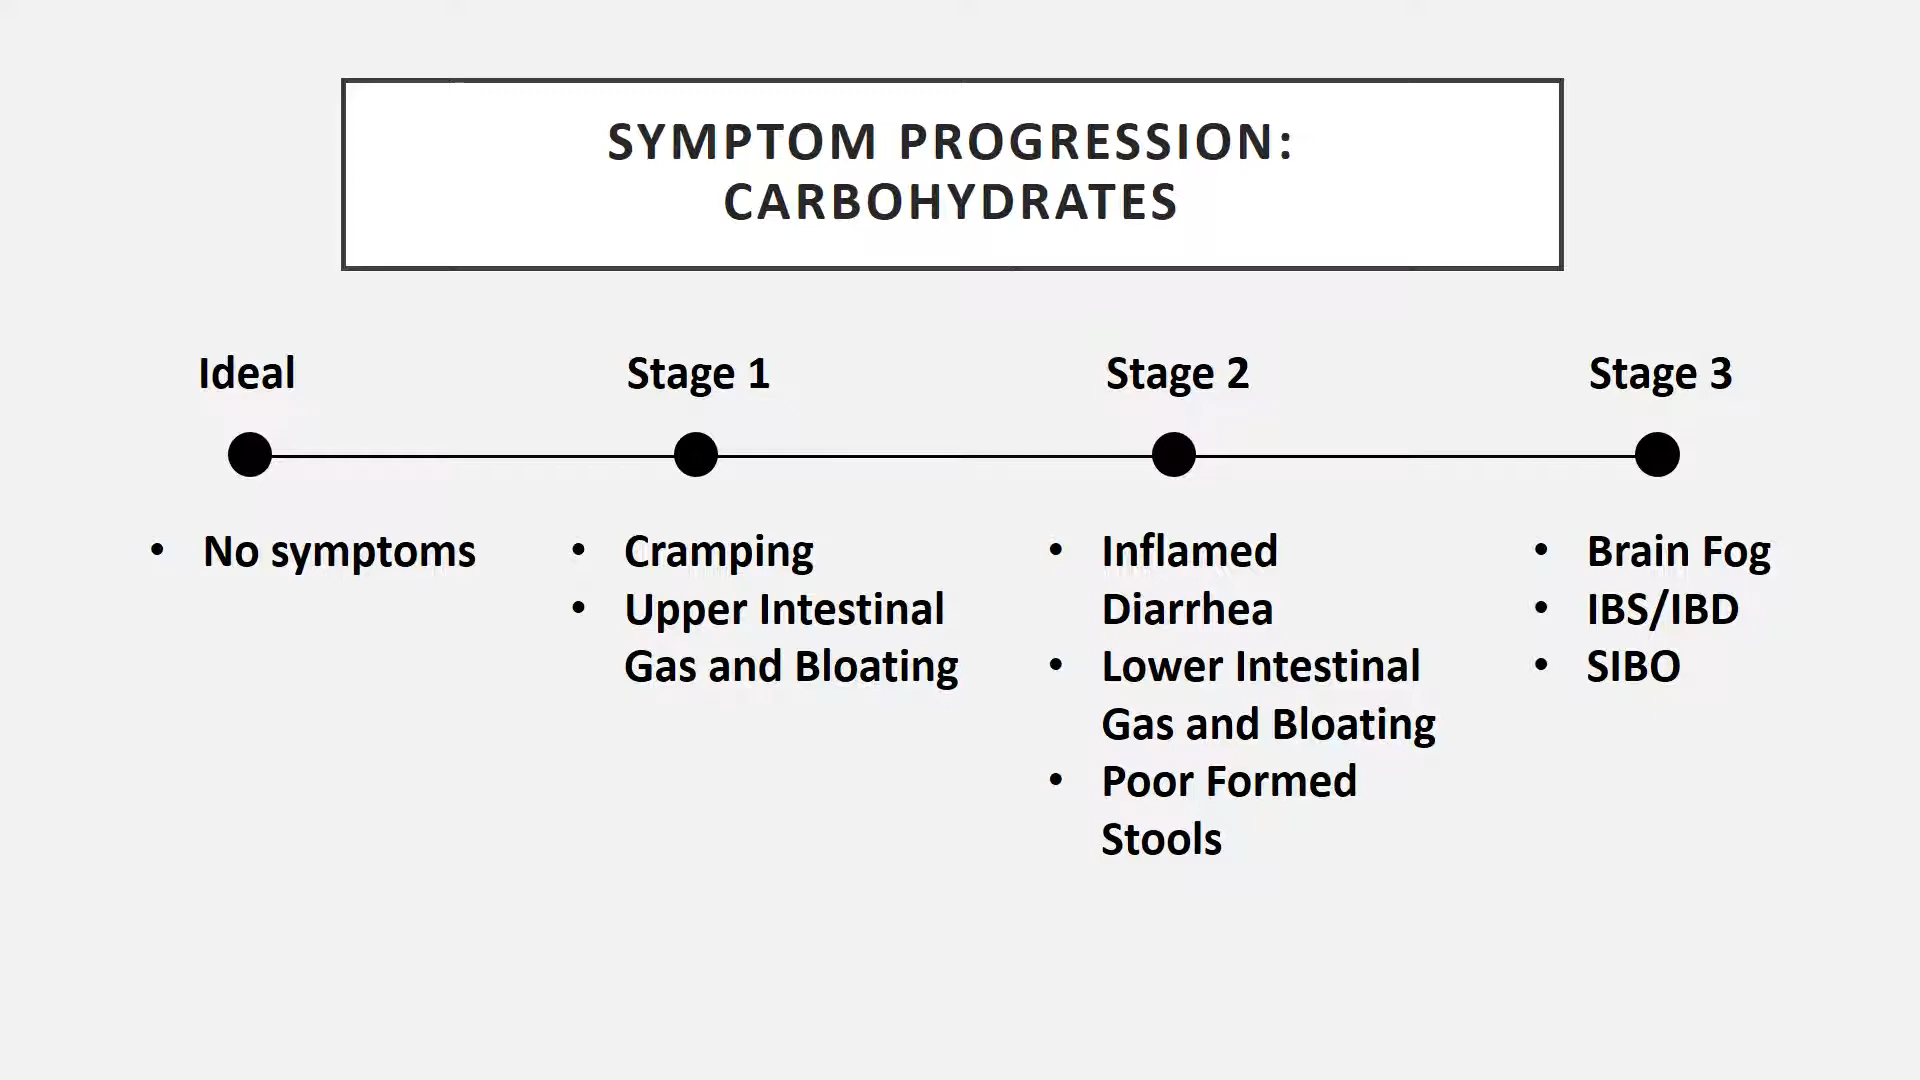 SYMPTOM PROGRESSION:
CARBOHYDRATES
Ideal
Stage 1
Stage 2
Stage 3
• No symptoms
• Cramping
• Upper Intestinal
Gas and Bloating
• Inflamed
Diarrhea
• Lower Intestinal
Gas and Bloating
• Poor Formed
Stools
• Brain Fog
• IBS/IBD
• SIBO